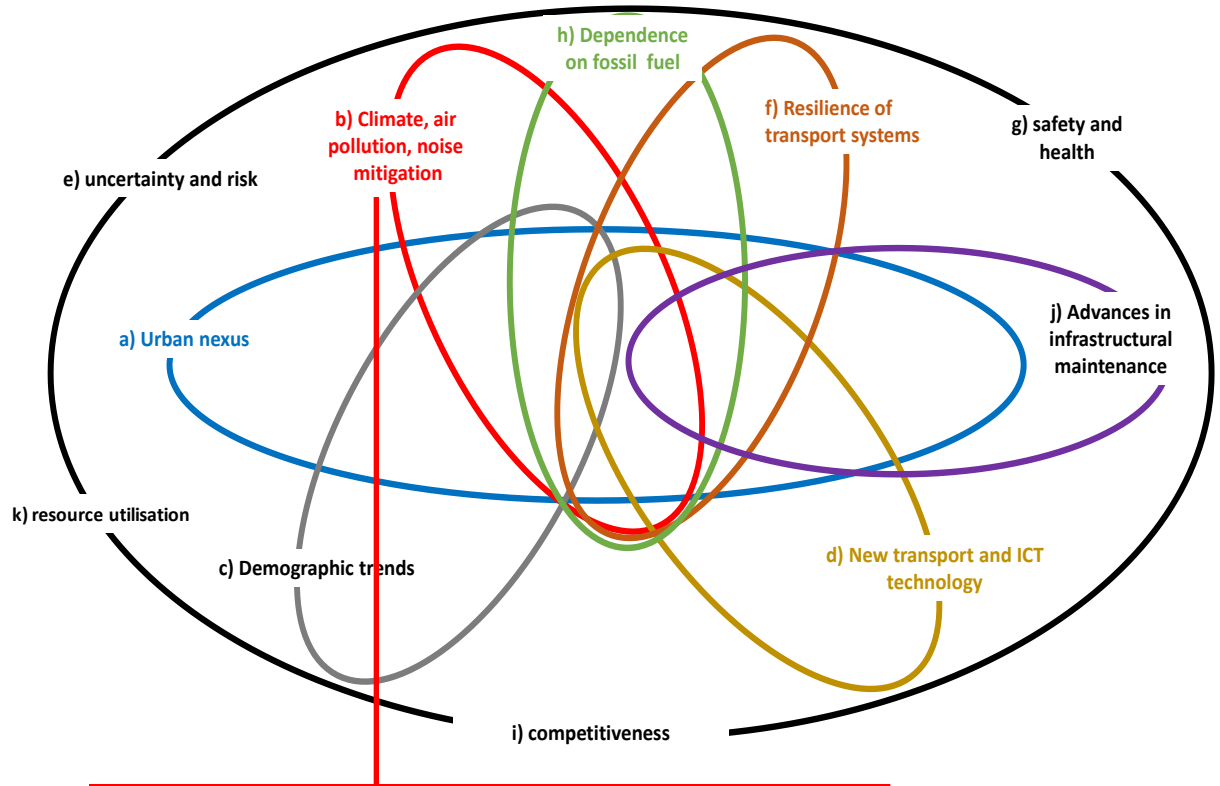 h) Dependence
on fossil fuel
b) Climate, air
pollution, noise
mitigation
f) Resilience of
transport systems
g) safety and
health
e) uncertainty and risk
a) Urban nexus
j) Advances in
infrastructural
maintenance
k) resource utilisation
c) Demographic trends
d) New transport and ICT
technology
i) competitiveness